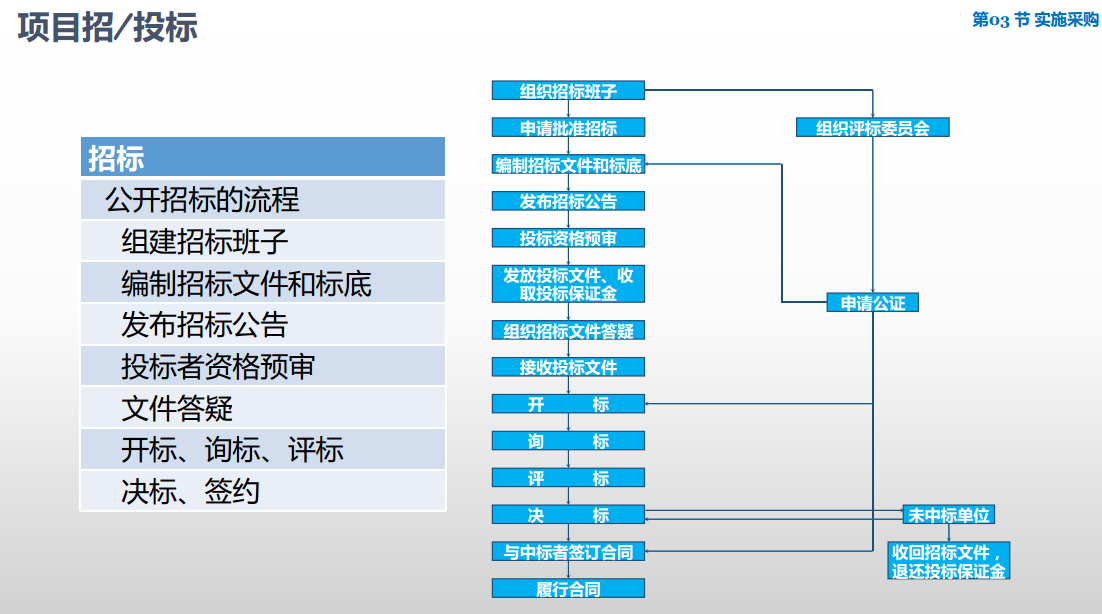 项目招/投标
第03 节 实施采购
招标
公开招标的流程
组建招标班子
编制招标文件和标底
发布招标公告
投标者资格预审
文件答疑
开标、询标、评标
决标、签约
组织招标班子
申请批准招标
编制招标文件和标底
发布招标公告
投标资格预审
发放投标文件、收
取投标保证金
组织招标文件答疑
接收投标文件
开 标
询 标
评 标
决 标
与中标者签订合同
履行合同
组织评标委员会
申请公证
未中标单位
收回招标文件，
退还投标保证金